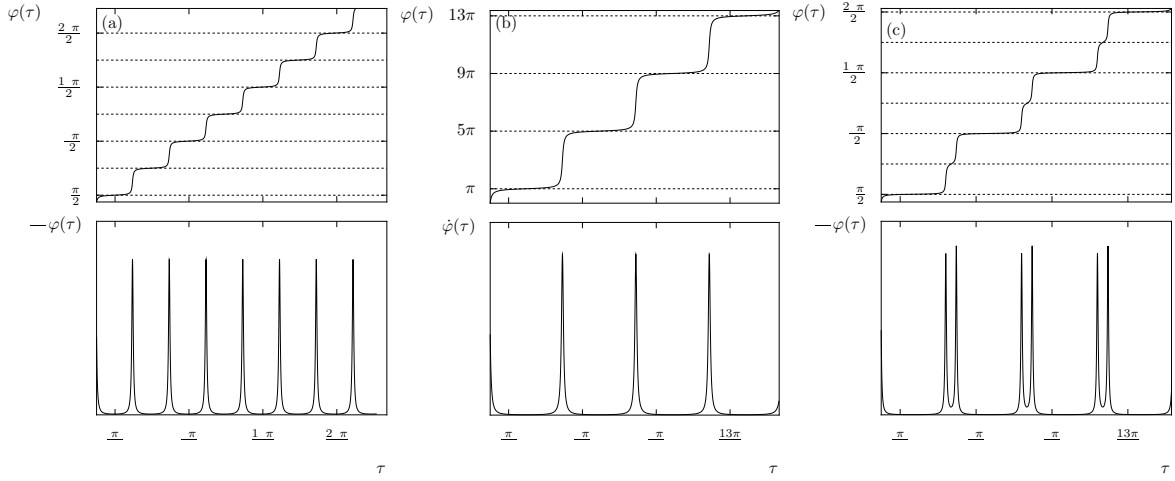 φ(τ) (a)
2 π/2
1 π/2
π/2
π/2
—φ(τ)
π π 1 π 2 π
τ
φ(τ) (b)
13π
9π
5π
π
φ̇(τ)
π π π 13π
τ
φ(τ) (c)
2 π/2
1 π/2
π/2
π/2
—φ(τ)
π π π 13π
τ